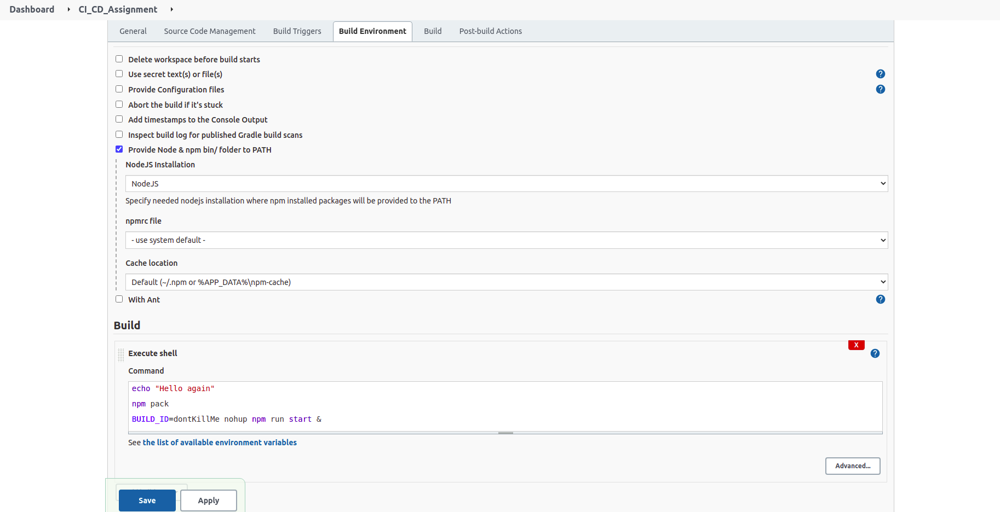 Dashboard CI_CD_Assignment
General Source Code Management Build Triggers Build Environment Build Post-build Actions
Delete workspace before build starts
Use secret text(s) or file(s) ?
Provide Configuration files ?
Abort the build if it's stuck
Add timestamps to the Console Output
Inspect build log for published Gradle build scans
Provide Node & npm bin/ folder to PATH
NodeJS Installation
NodeJS
Specify needed nodejs installation where npm installed packages will be provided to the PATH
npmrc file
- use system default -
Cache location
Default (~/.npm or %APP_DATA%\npm-cache)
With Ant ?
Build
X
Execute shell ?
Command
echo "Hello again"
npm pack
BUILD_ID=dontKillMe nohup npm run start &
See the list of available environment variables
Advanced...
Save Apply